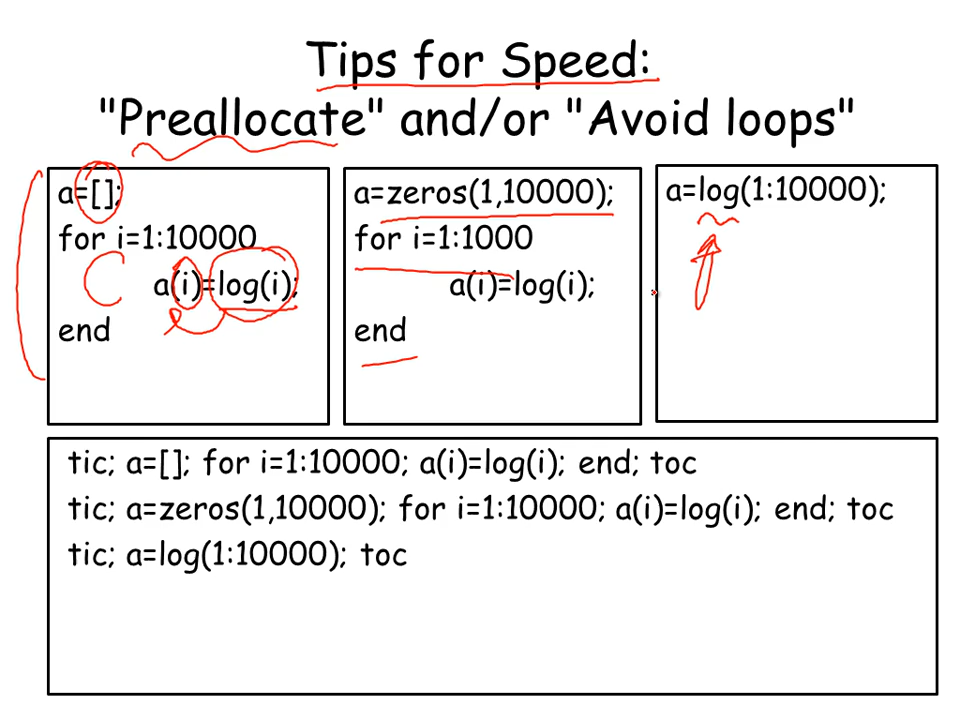 Tips for Speed:
"Preallocate" and/or "Avoid loops"
a=[];
for i=1:10000
a(i)=log(i);
end
a=zeros(1,10000);
for i=1:1000
a(i)=log(i);
end
a=log(1:10000);
tic; a=[]; for i=1:10000; a(i)=log(i); end; toc
tic; a=zeros(1,10000); for i=1:10000; a(i)=log(i); end; toc
tic; a=log(1:10000); toc